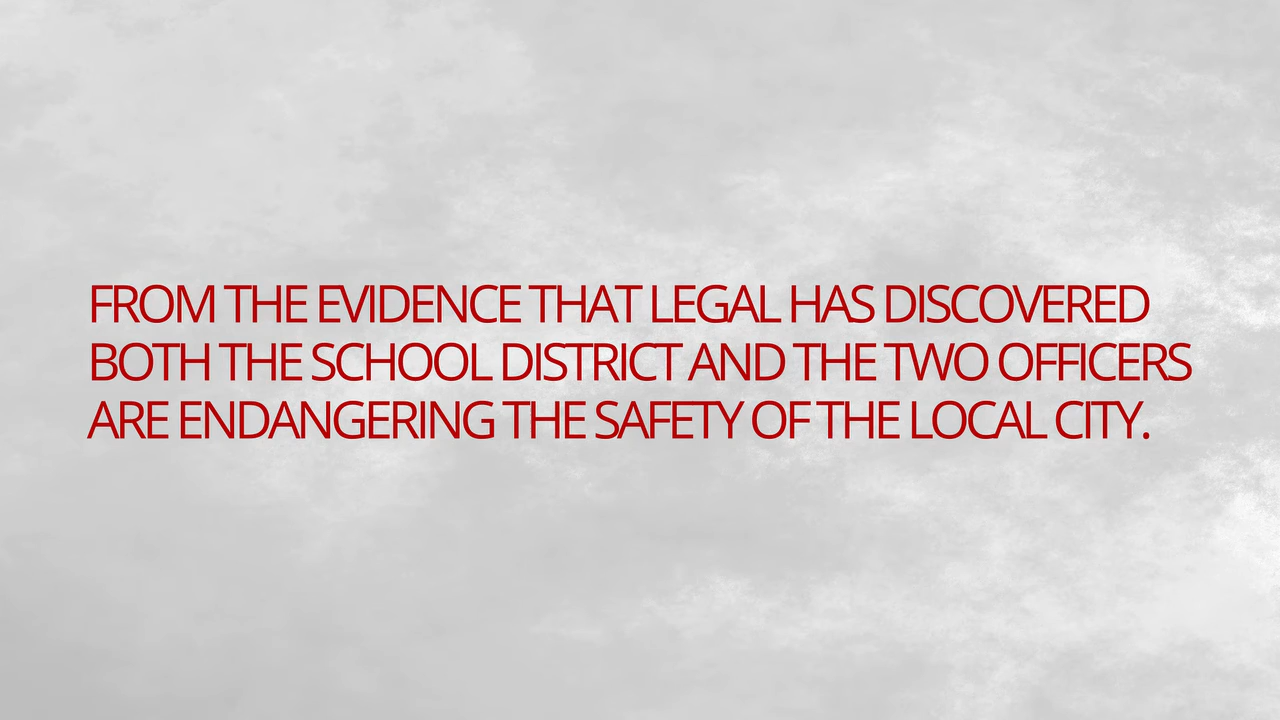 FROM THE EVIDENCE THAT LEGAL HAS DISCOVERED
BOTH THE SCHOOL DISTRICT AND THE TWO OFFICERS
ARE ENDANGERING THE SAFETY OF THE LOCAL CITY.